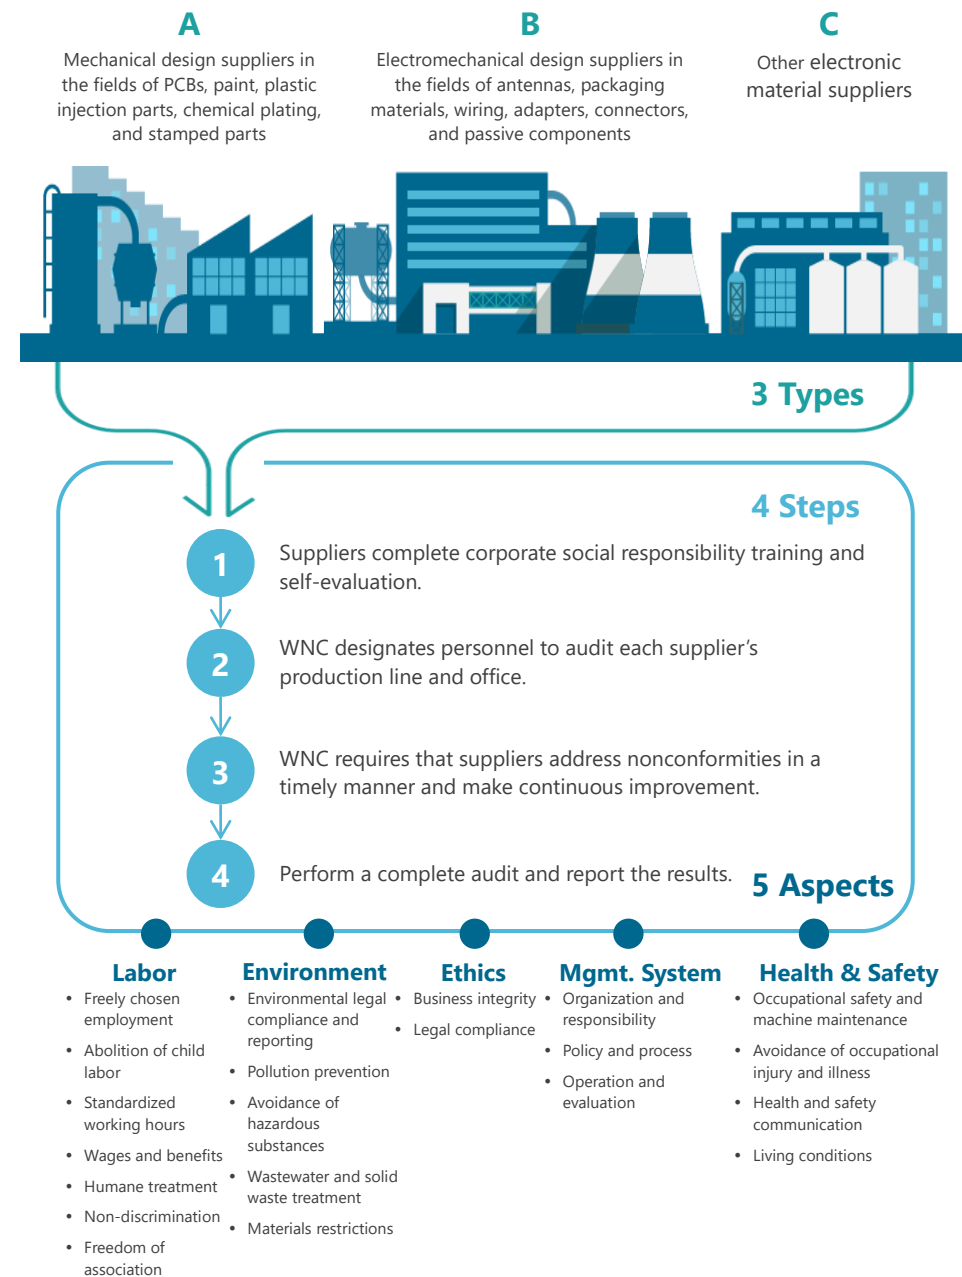 A
Mechanical design suppliers in
the fields of PCBs, paint, plastic
injection parts, chemical plating,
and stamped parts
B
Electromechanical design suppliers in
the fields of antennas, packaging
materials, wiring, adapters, connectors,
and passive components
C
Other electronic
material suppliers
3 Types
4 Steps
1
Suppliers complete corporate social responsibility training and
self-evaluation.
2
WNC designates personnel to audit each supplier’s
production line and office.
3
WNC requires that suppliers address nonconformities in a
timely manner and make continuous improvement.
4
Perform a complete audit and report the results.
5 Aspects
Labor
• Freely chosen
employment
• Abolition of child
labor
• Standardized
working hours
• Wages and benefits
• Humane treatment
• Non-discrimination
• Freedom of
association
Environment
• Environmental legal
compliance and
reporting
• Pollution prevention
• Avoidance of
hazardous
substances
• Wastewater and solid
waste treatment
• Materials restrictions
Ethics
• Business integrity
• Legal compliance
Mgmt. System
• Organization and
responsibility
• Policy and process
• Operation and
evaluation
Health & Safety
• Occupational safety and
machine maintenance
• Avoidance of occupational
injury and illness
• Health and safety
communication
• Living conditions